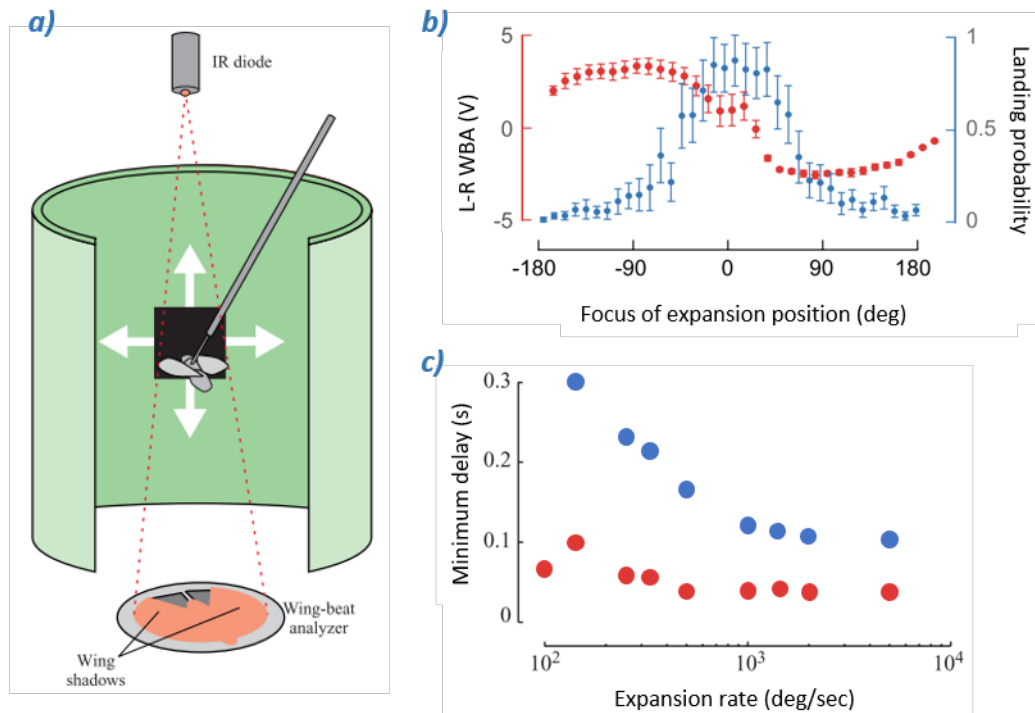 a)
IR diode
Wing-beat
analyzer
Wing
shadows
b)
5
0
-5
L-R WBA (V)
1
0.5
0
Landing probability
-180 -90 0 90 180
Focus of expansion position (deg)
c)
0.3
0.2
0.1
0
Minimum delay (s)
10² 10³ 10⁴
Expansion rate (deg/sec)